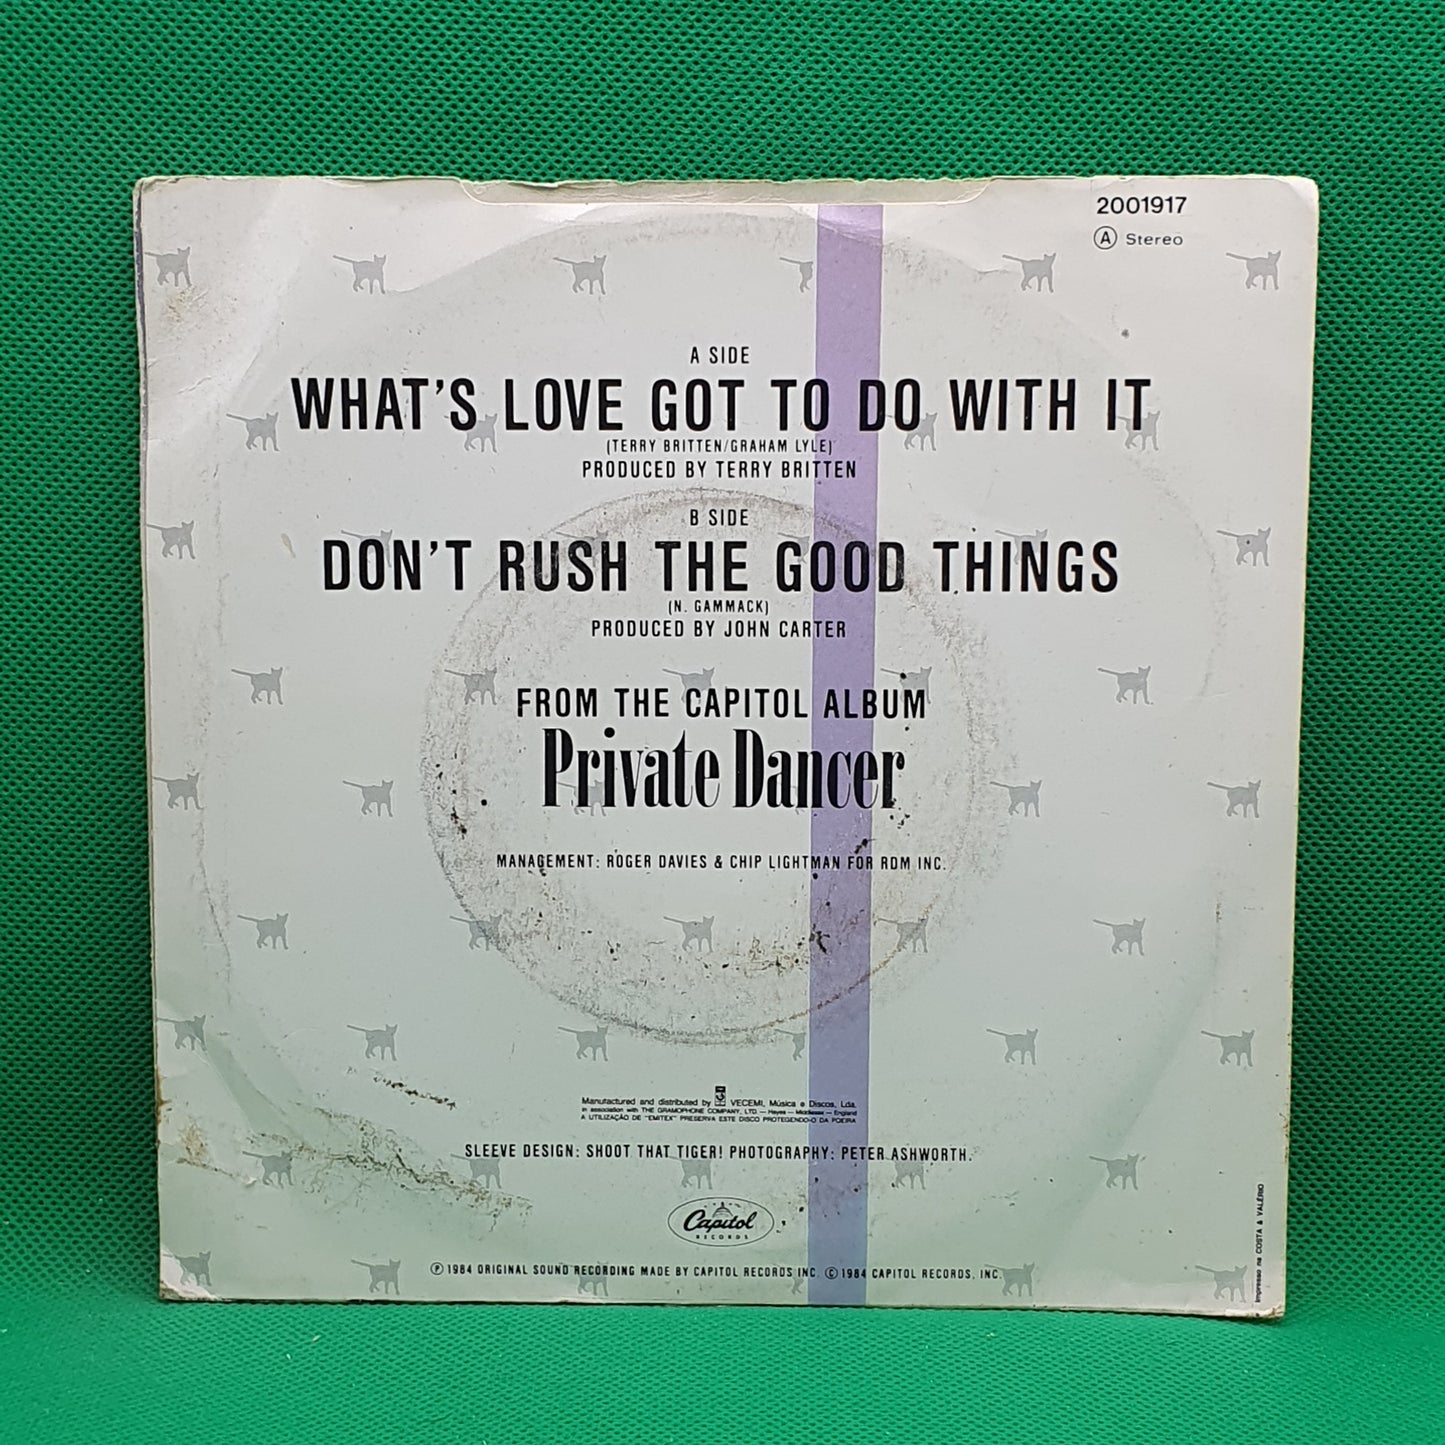 2001917
Ⓐ Stereo
A SIDE
WHAT'S LOVE GOT TO DO WITH IT
(TERRY BRITTEN/GRAHAM LYLE)
PRODUCED BY TERRY BRITTEN
B SIDE
DON'T RUSH THE GOOD THINGS
(N. GAMMACK)
PRODUCED BY JOHN CARTER
FROM THE CAPITOL ALBUM
Private Dancer
MANAGEMENT: ROGER DAVIES & CHIP LIGHTMAN FOR RDM INC.
Manufactured and distributed by VECEMI, Música e Discos, Lda.
in association with THE GRAMOPHONE COMPANY, LTD. — Hayes — Middlesex — England
A UTILIZAÇÃO DE "EMITEX" PRESERVA ESTE DISCO PROTEGENDO-O DA POEIRA
SLEEVE DESIGN: SHOOT THAT TIGER! PHOTOGRAPHY: PETER ASHWORTH.
Capitol
RECORDS
℗ 1984 ORIGINAL SOUND RECORDING MADE BY CAPITOL RECORDS INC. © 1984 CAPITOL RECORDS, INC.
Impresso na COSTA & VALÉRIO